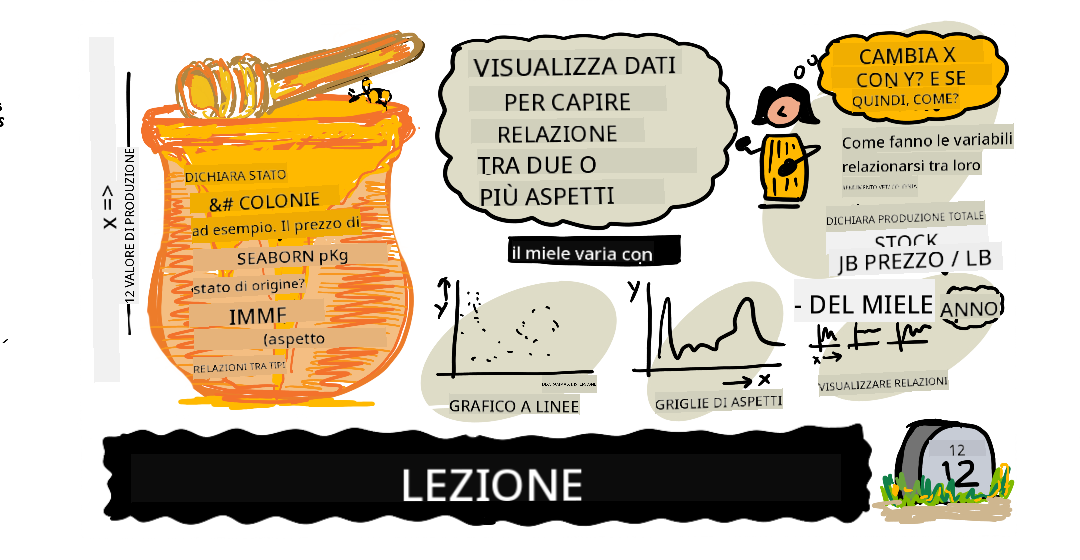 X =>
12 VALORE DI PRODUZIONE
DICHIARA STATO
&# COLONIE
ad esempio. Il prezzo di
SEABORN pKg
stato di origine?
IMMF
(aspetto
RELAZIONI TRA TIPI
VISUALIZZA DATI
PER CAPIRE
RELAZIONE
TRA DUE O
PIÙ ASPETTI
il miele varia con
Y
GRAFICO A LINEE
Y
X
GRIGLIE DI ASPETTI
CAMBIA X
CON Y? E SE
QUINDI, COME?
Come fanno le variabili
relazionarsi tra loro
DICHIARA PRODUZIONE TOTALE
STOCK
JB PREZZO / LB
- DEL MIELE
ANNO
X
VISUALIZZARE RELAZIONI
LEZIONE
12
12